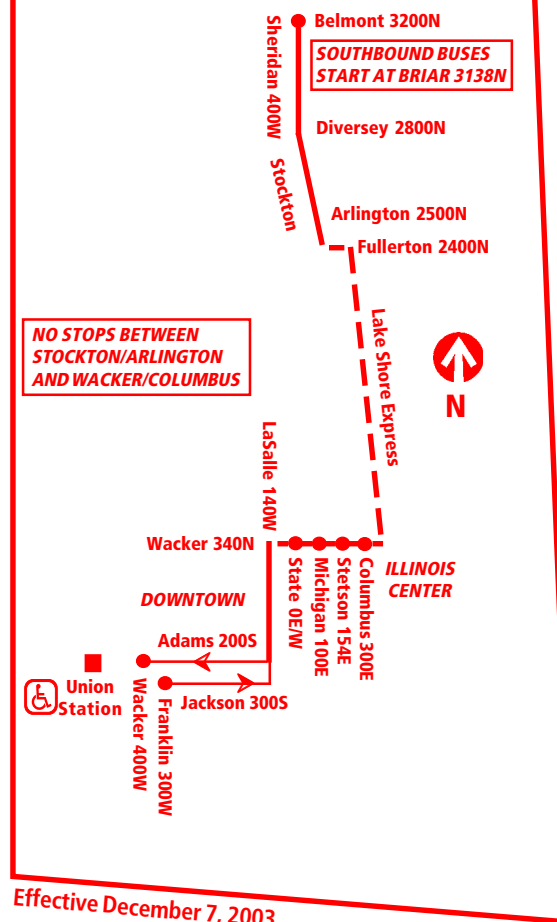 Belmont 3200N
Sheridan 400W
SOUTHBOUND BUSES
START AT BRIAR 3138N
Diversey 2800N
Stockton
Arlington 2500N
Fullerton 2400N
Lake Shore Express
NO STOPS BETWEEN
STOCKTON/ARLINGTON
AND WACKER/COLUMBUS
N
LaSalle 140W
Wacker 340N
State 0E/W
Michigan 100E
Stetson 154E
Columbus 300E
ILLINOIS
CENTER
DOWNTOWN
Adams 200S
Union
Station
Wacker 400W
Franklin 300W
Jackson 300S
Effective December 7, 2003